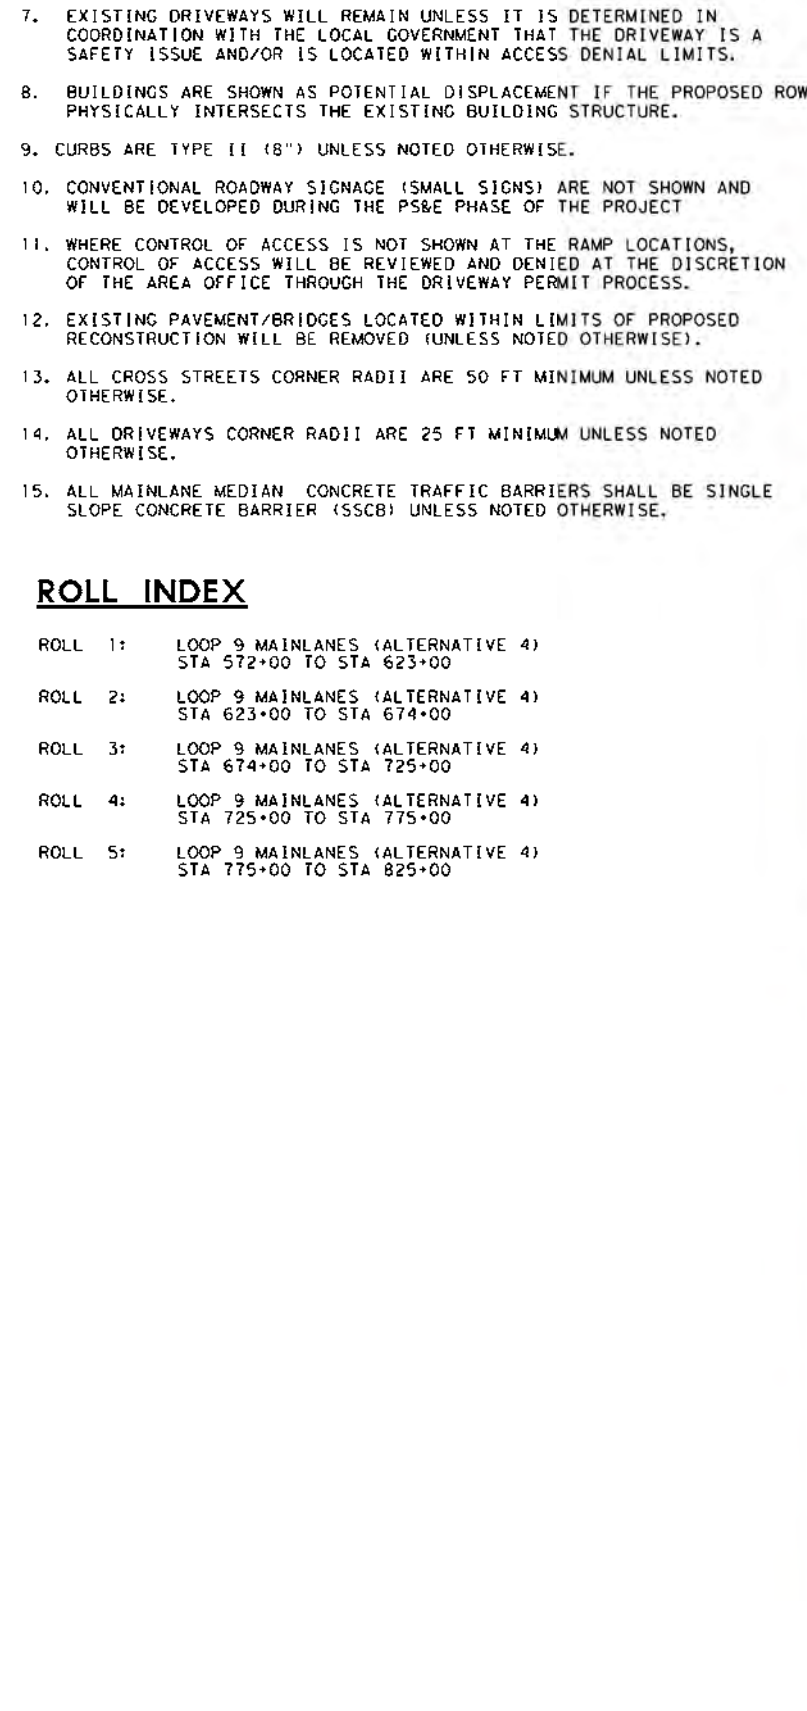 7. EXISTING DRIVEWAYS WILL REMAIN UNLESS IT IS DETERMINED IN
COORDINATION WITH THE LOCAL GOVERNMENT THAT THE DRIVEWAY IS A
SAFETY ISSUE AND/OR IS LOCATED WITHIN ACCESS DENIAL LIMITS.
8. BUILDINGS ARE SHOWN AS POTENTIAL DISPLACEMENT IF THE PROPOSED ROW
PHYSICALLY INTERSECTS THE EXISTING BUILDING STRUCTURE.
9. CURBS ARE TYPE II (8") UNLESS NOTED OTHERWISE.
10. CONVENTIONAL ROADWAY SIGNAGE (SMALL SIGNS) ARE NOT SHOWN AND
WILL BE DEVELOPED DURING THE PS&E PHASE OF THE PROJECT
11. WHERE CONTROL OF ACCESS IS NOT SHOWN AT THE RAMP LOCATIONS,
CONTROL OF ACCESS WILL BE REVIEWED AND DENIED AT THE DISCRETION
OF THE AREA OFFICE THROUGH THE DRIVEWAY PERMIT PROCESS.
12. EXISTING PAVEMENT/BRIDGES LOCATED WITHIN LIMITS OF PROPOSED
RECONSTRUCTION WILL BE REMOVED (UNLESS NOTED OTHERWISE).
13. ALL CROSS STREETS CORNER RADII ARE 50 FT MINIMUM UNLESS NOTED
OTHERWISE.
14. ALL DRIVEWAYS CORNER RADII ARE 25 FT MINIMUM UNLESS NOTED
OTHERWISE.
15. ALL MAINLANE MEDIAN CONCRETE TRAFFIC BARRIERS SHALL BE SINGLE
SLOPE CONCRETE BARRIER (SSCB) UNLESS NOTED OTHERWISE.
ROLL INDEX
ROLL 1: LOOP 9 MAINLANES (ALTERNATIVE 4)
STA 572+00 TO STA 623+00
ROLL 2: LOOP 9 MAINLANES (ALTERNATIVE 4)
STA 623+00 TO STA 674+00
ROLL 3: LOOP 9 MAINLANES (ALTERNATIVE 4)
STA 674+00 TO STA 725+00
ROLL 4: LOOP 9 MAINLANES (ALTERNATIVE 4)
STA 725+00 TO STA 775+00
ROLL 5: LOOP 9 MAINLANES (ALTERNATIVE 4)
STA 775+00 TO STA 825+00